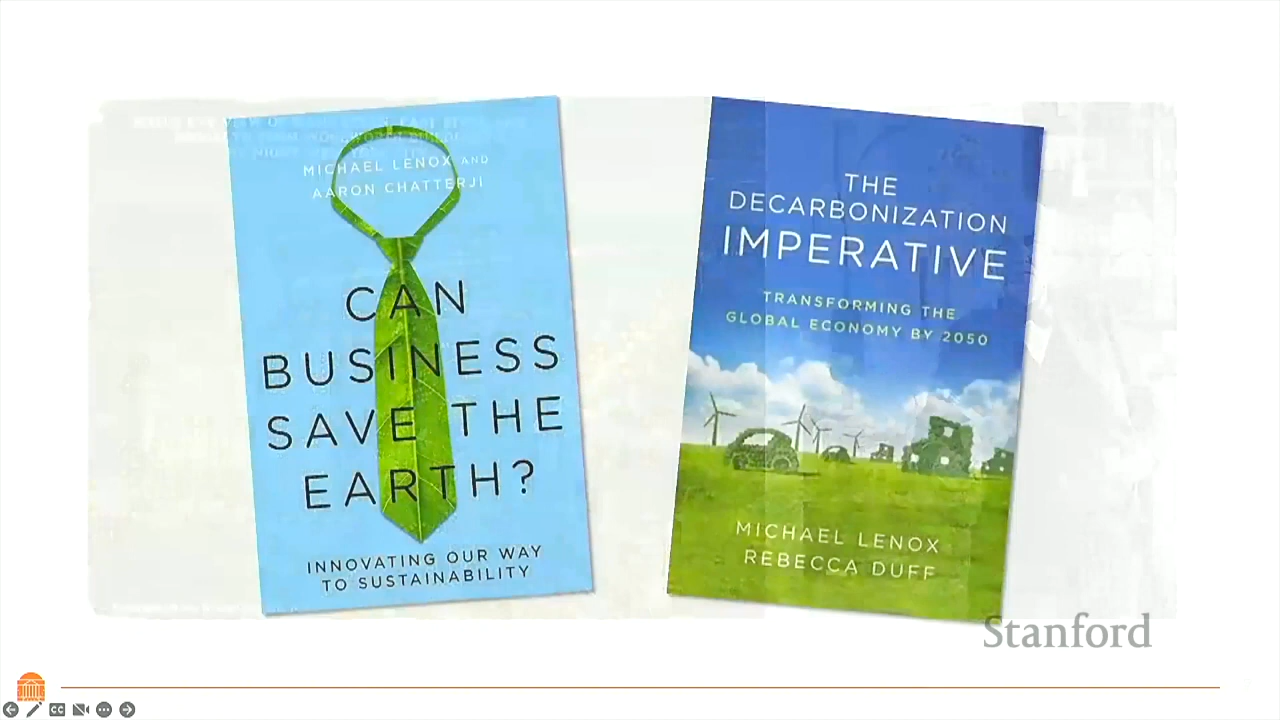 MICHAEL LENOX AND
AARON CHATTERJI
CAN
BUSINESS
SAVE THE
EARTH?
INNOVATING OUR WAY
TO SUSTAINABILITY
THE
DECARBONIZATION
IMPERATIVE
TRANSFORMING THE
GLOBAL ECONOMY BY 2050
MICHAEL LENOX
REBECCA DUFF
Stanford
CC